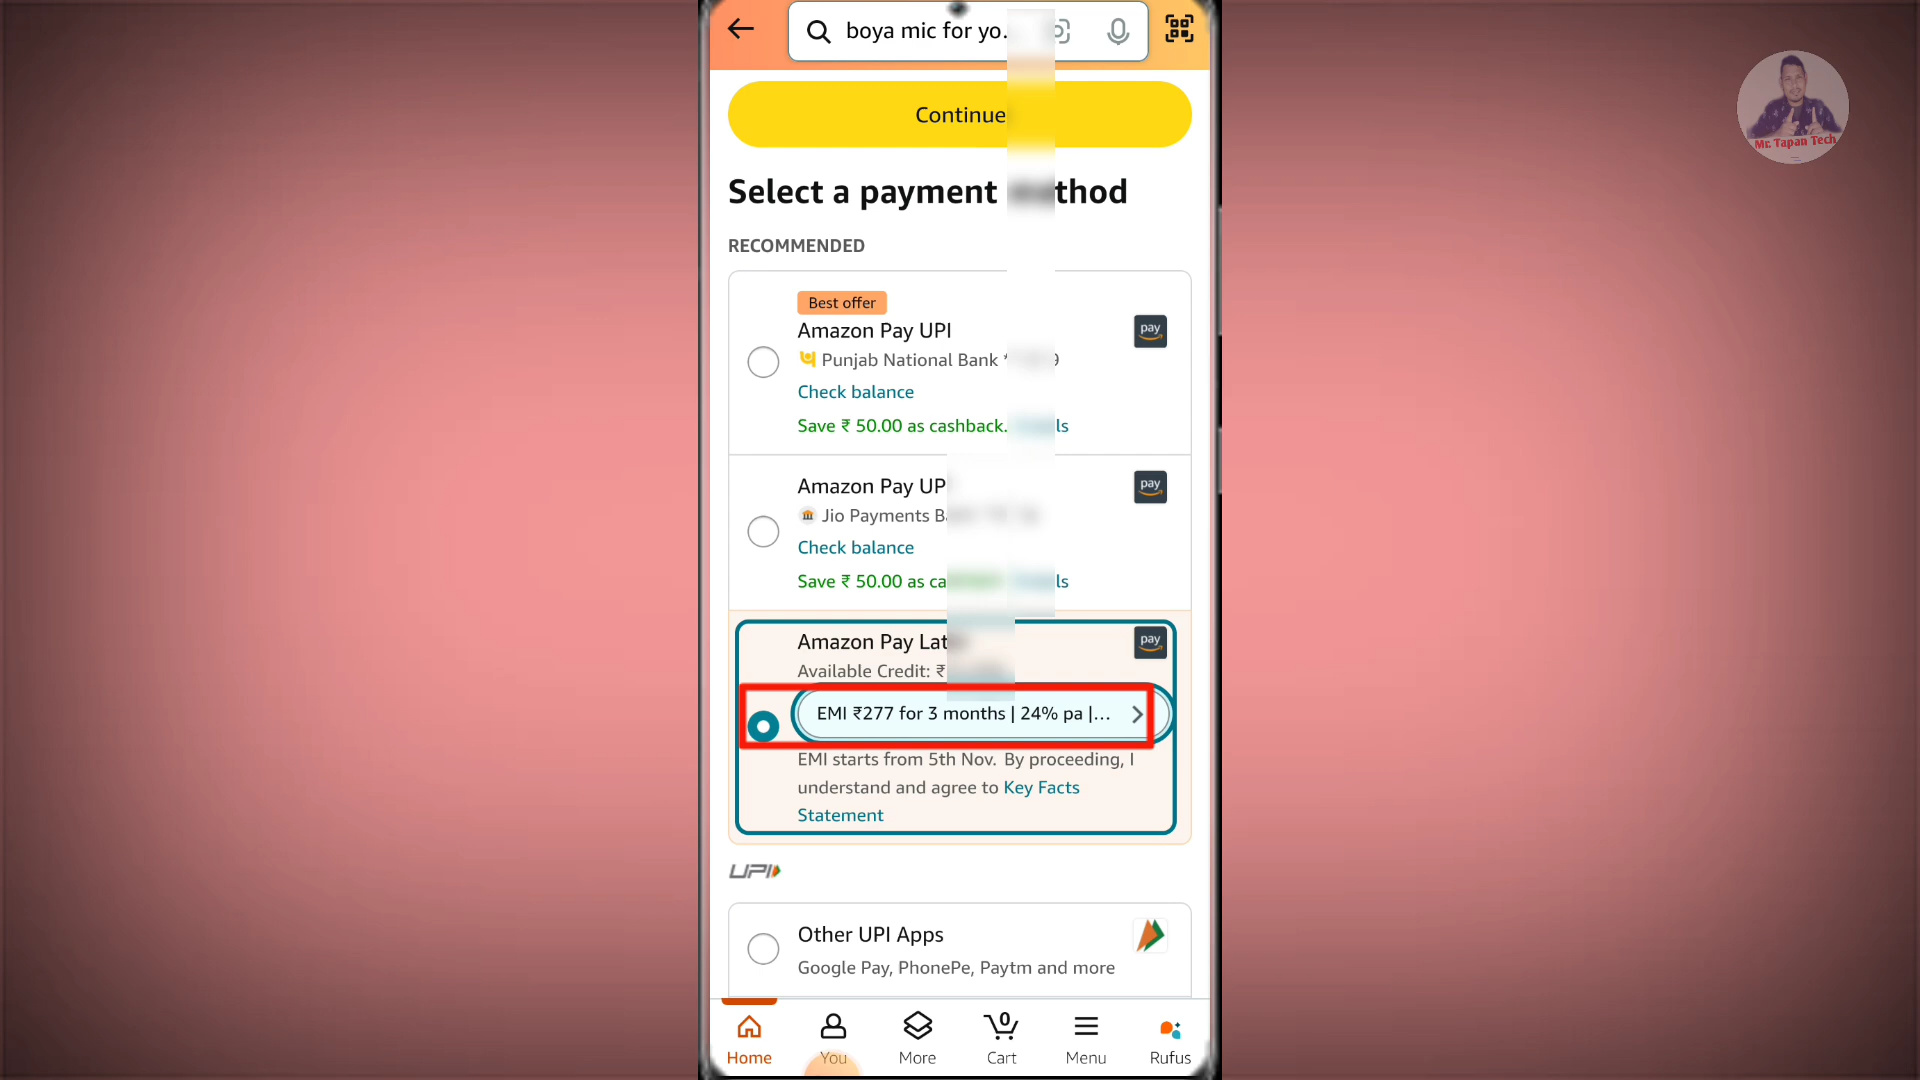 boya mic for yo.
Continue
Mr. Tapan Tech
Select a payment
RECOMMENDED
Best offer
Amazon Pay UPI
pay
Punjab National Bank
Check balance
Save ₹ 50.00 as cashback.
Amazon Pay
pay
Jio Payments
Check balance
Save ₹ 50.00 as
Amazon Pay
pay
Available Credit: ₹
EMI ₹277 for 3 months | 24% pa |...
EMI starts from 5th Nov. By proceeding, I
understand and agree to Key Facts
Statement
UPI
Other UPI Apps
Google Pay, PhonePe, Paytm and more
0
Home You More Cart Menu Rufus